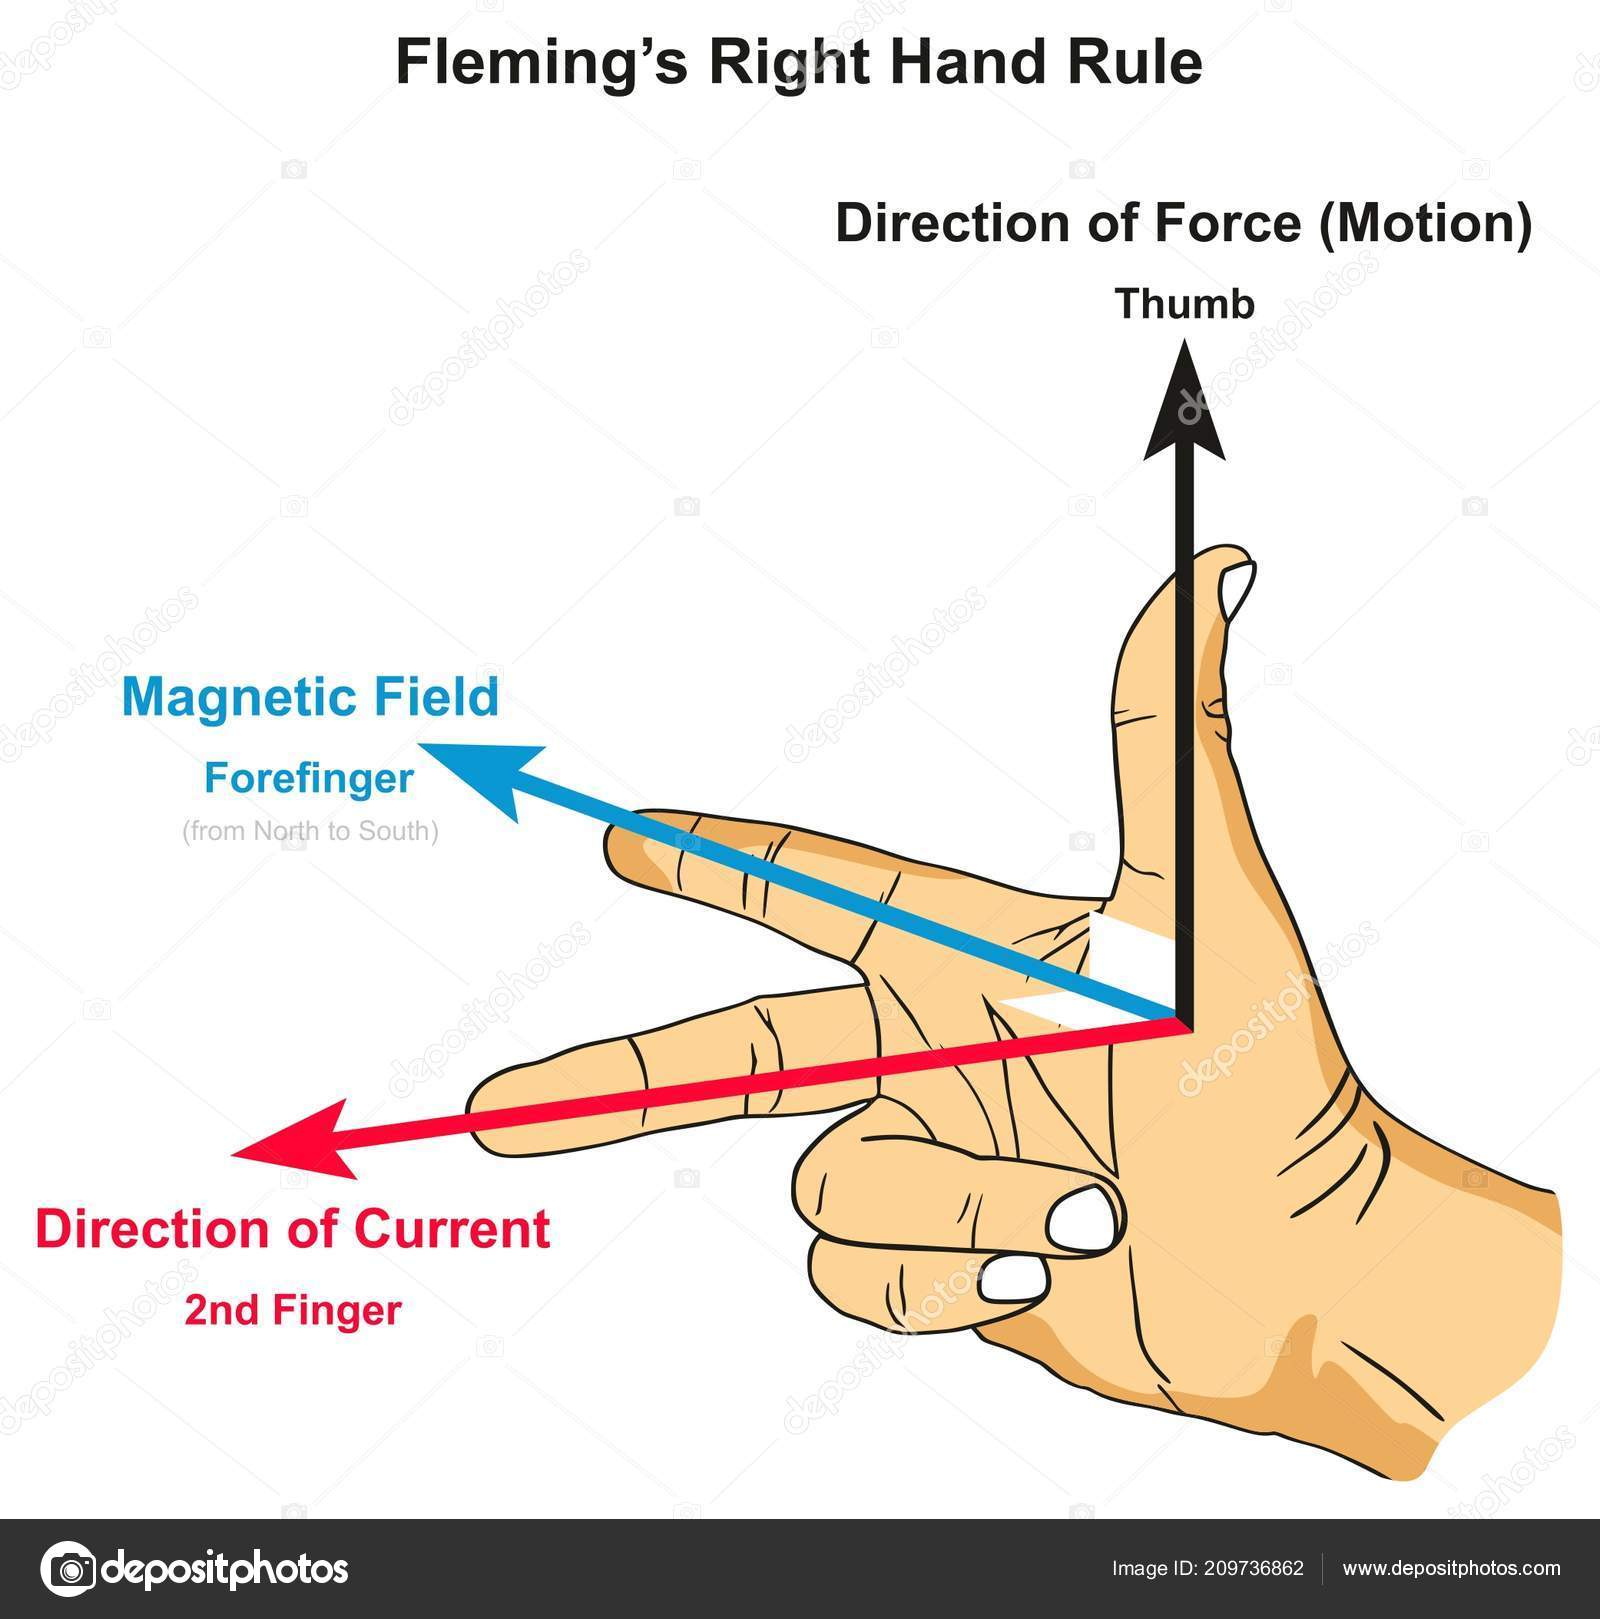 Fleming’s Right Hand Rule
Direction of Force (Motion)
Thumb
Magnetic Field
Forefinger
(from North to South)
Direction of Current
2nd Finger
depositphotos
Image ID: 209736862
www.depositphotos.com